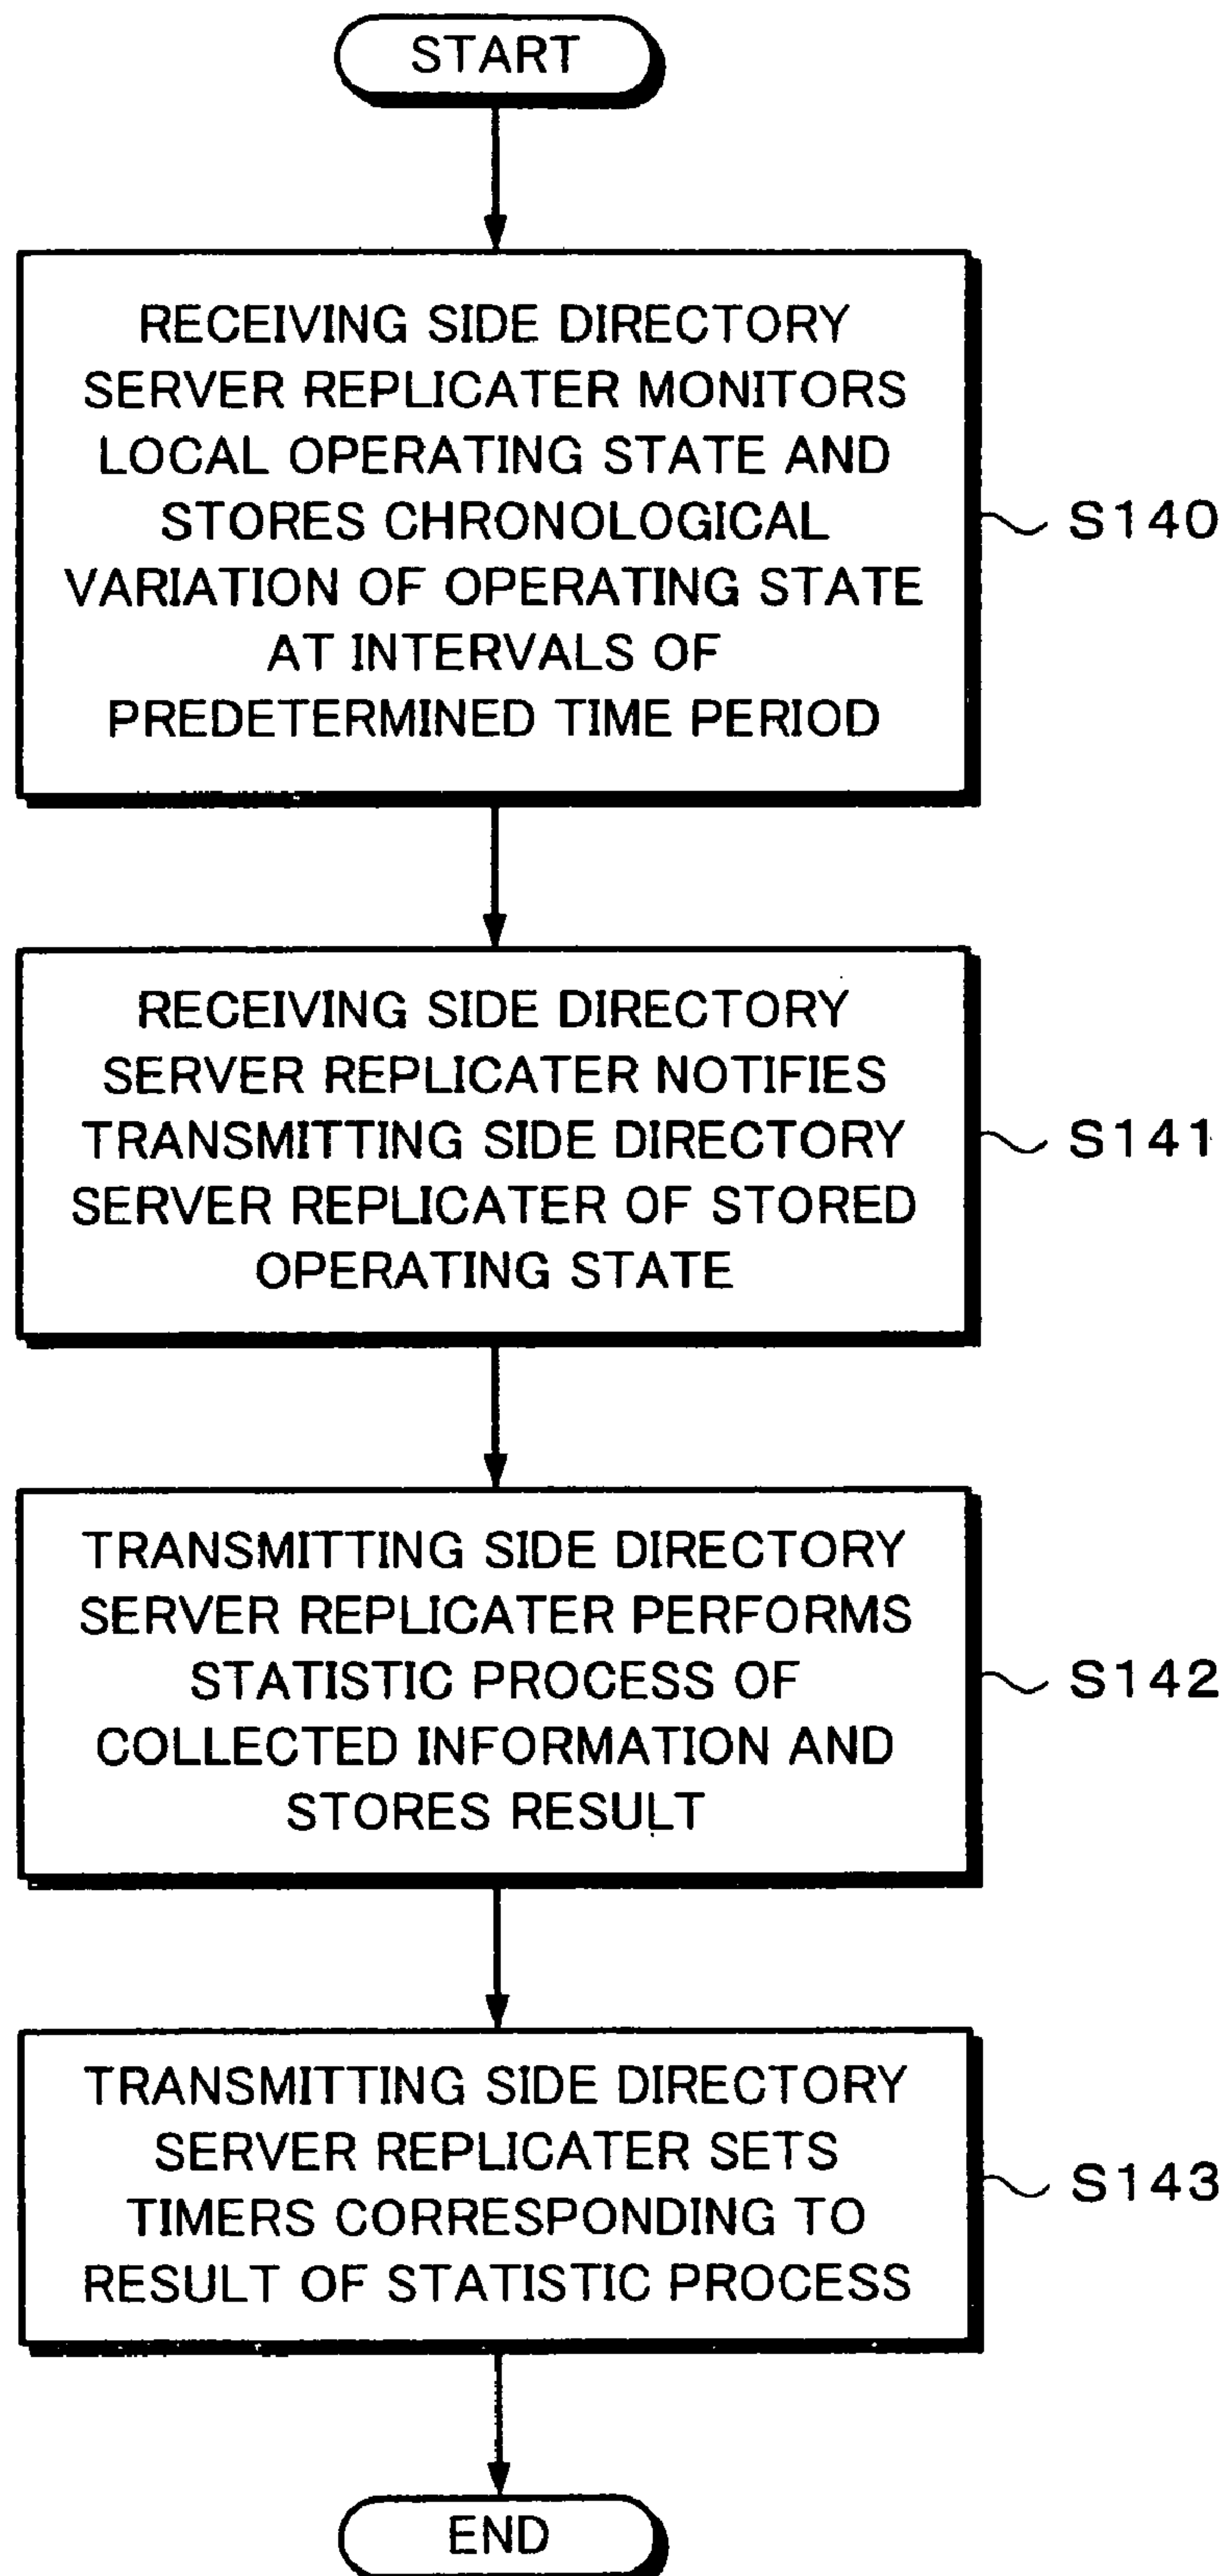 START
RECEIVING SIDE DIRECTORY
SERVER REPLICATER MONITORS
LOCAL OPERATING STATE AND
STORES CHRONOLOGICAL
VARIATION OF OPERATING STATE
AT INTERVALS OF
PREDETERMINED TIME PERIOD
S140
RECEIVING SIDE DIRECTORY
SERVER REPLICATER NOTIFIES
TRANSMITTING SIDE DIRECTORY
SERVER REPLICATER OF STORED
OPERATING STATE
S141
TRANSMITTING SIDE DIRECTORY
SERVER REPLICATER PERFORMS
STATISTIC PROCESS OF
COLLECTED INFORMATION AND
STORES RESULT
S142
TRANSMITTING SIDE DIRECTORY
SERVER REPLICATER SETS
TIMERS CORRESPONDING TO
RESULT OF STATISTIC PROCESS
S143
END